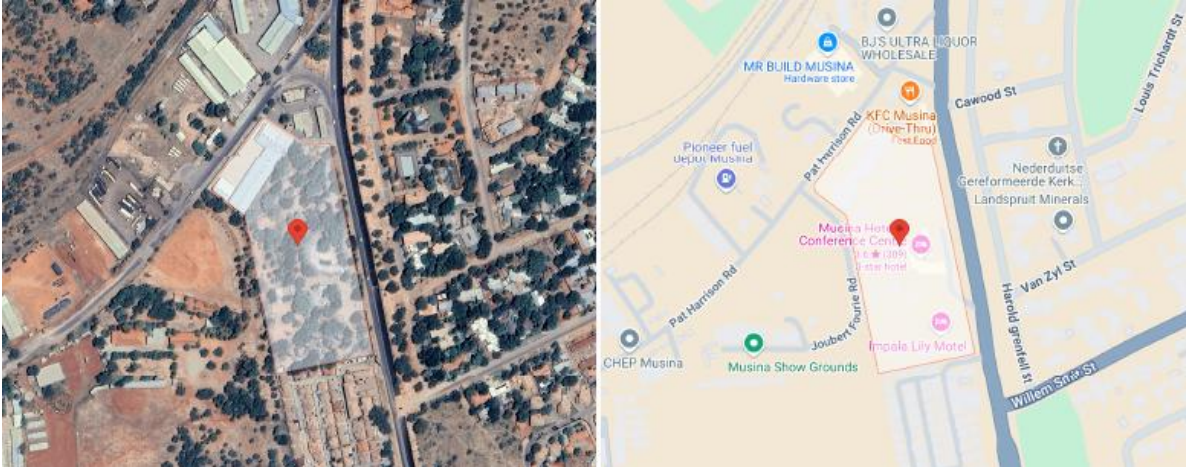 BJ'S ULTRA LIQUOR
WHOLESALE
MR BUILD MUSINA
Hardware store
Cawood St
Louis Trichardt St
KFC Musina
(Drive-Thru)
Fast Food
Pat Harrison Rd
Pioneer fuel
depot Musina
Nederduitse
Gereformeerde Kerk...
Landspruit Minerals
Musina Hotel
Conference Centre
(309)
3-star hotel
Van Zyl St
Pat Harrison Rd
Joubert Fourie Rd
Harold grenfell st
Impala Lily Motel
CHEP Musina
Musina Show Grounds
Willem Smit St